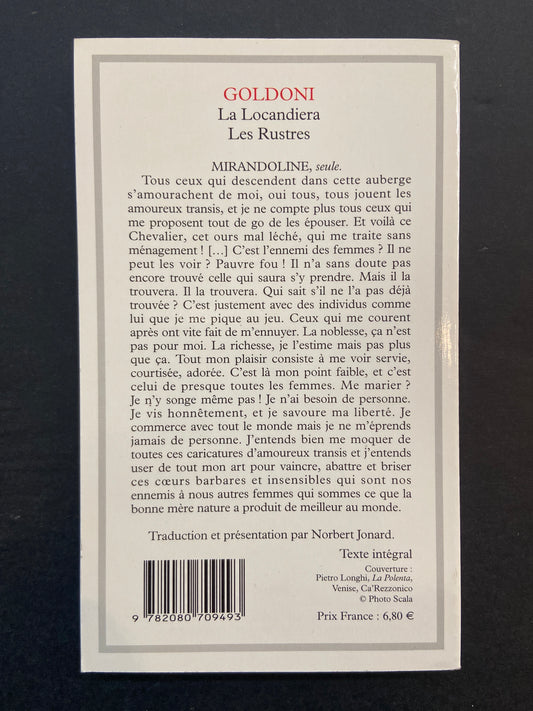 GOLDONI
La Locandiera
Les Rustres
MIRANDOLINE, seule.
Tous ceux qui descendent dans cette auberge
s'amourachent de moi, oui tous, tous jouent les
amoureux transis, et je ne compte plus tous ceux qui
me proposent tout de go de les épouser. Et voilà ce
Chevalier, cet ours mal léché, qui me traite sans
ménagement ! [...] C'est l'ennemi des femmes ? Il ne
peut les voir ? Pauvre fou ! Il n'a sans doute pas
encore trouvé celle qui saura s'y prendre. Mais il la
trouvera. Il la trouvera. Qui sait s'il ne l'a pas déjà
trouvée ? C'est justement avec des individus comme
lui que je me pique au jeu. Ceux qui me courent
après ont vite fait de m'ennuyer. La noblesse, ça n'est
pas pour moi. La richesse, je l'estime mais pas plus
que ça. Tout mon plaisir consiste à me voir servie,
courtisée, adorée. C'est là mon point faible, et c'est
celui de presque toutes les femmes. Me marier ?
Je n'y songe même pas ! Je n'ai besoin de personne.
Je vis honnêtement, et je savoure ma liberté. Je
commerce avec tout le monde mais je ne m'éprends
jamais de personne. J'entends bien me moquer de
toutes ces caricatures d'amoureux transis et j'entends
user de tout mon art pour vaincre, abattre et briser
ces cœurs barbares et insensibles qui sont nos
ennemis à nous autres femmes qui sommes ce que la
bonne mère nature a produit de meilleur au monde.
Traduction et présentation par Norbert Jonard.
Texte intégral
Couverture :
Pietro Longhi, La Polenta,
Venise, Ca'Rezzonico
© Photo Scala
Prix France : 6,80 €
9 782080 709493